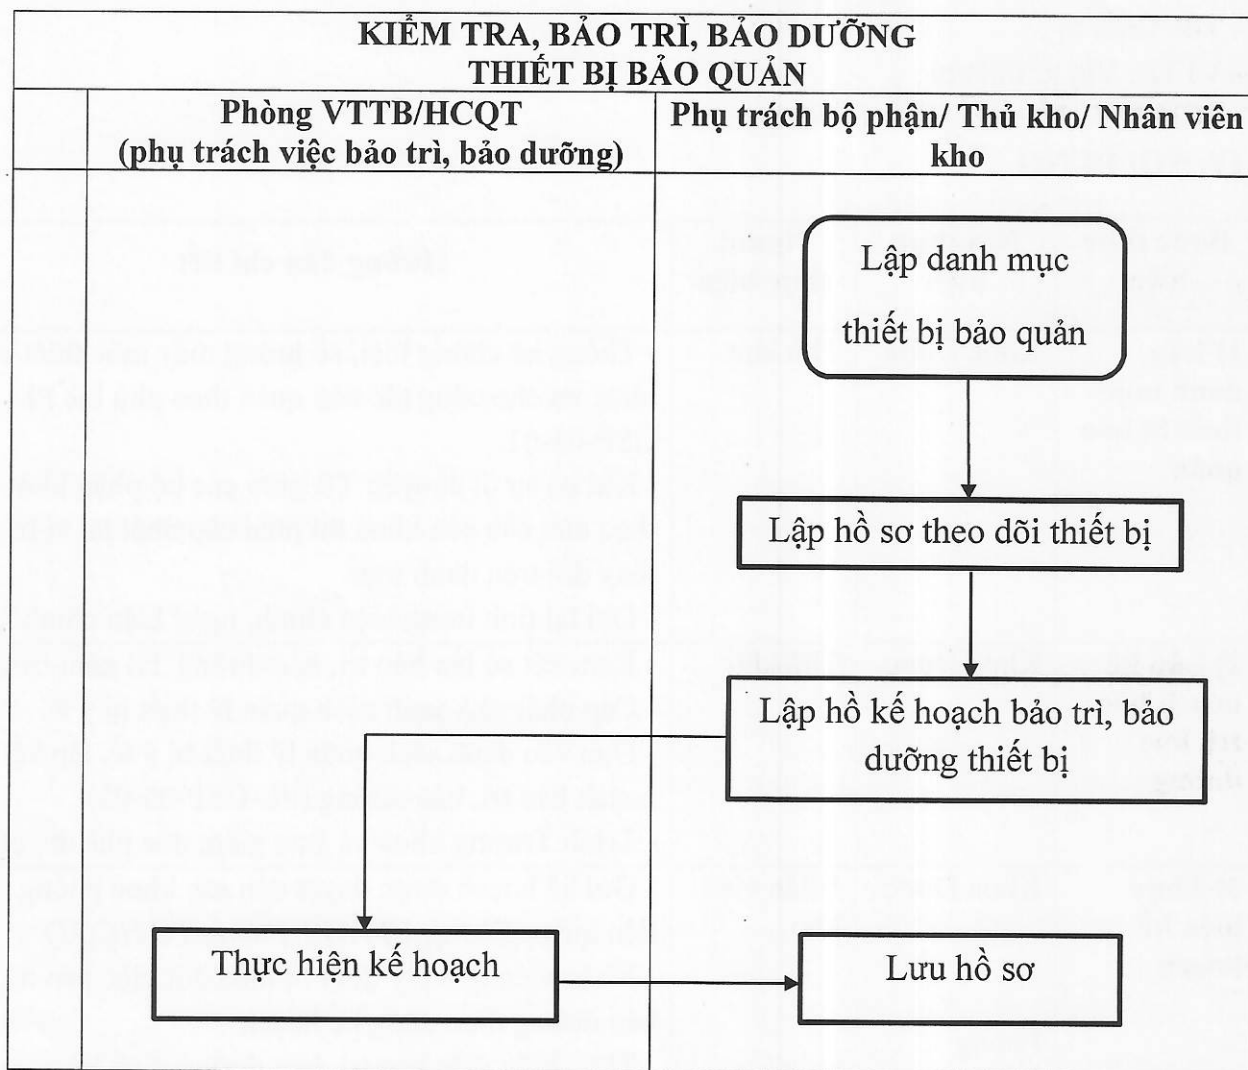 KIỂM TRA, BẢO TRÌ, BẢO DƯỠNG
THIẾT BỊ BẢO QUẢN
Phòng VTTB/HCQT
(phụ trách việc bảo trì, bảo dưỡng)
Phụ trách bộ phận/ Thủ kho/ Nhân viên
kho
Lập danh mục
thiết bị bảo quản
Lập hồ sơ theo dõi thiết bị
Lập hồ kế hoạch bảo trì, bảo
dưỡng thiết bị
Thực hiện kế hoạch
Lưu hồ sơ